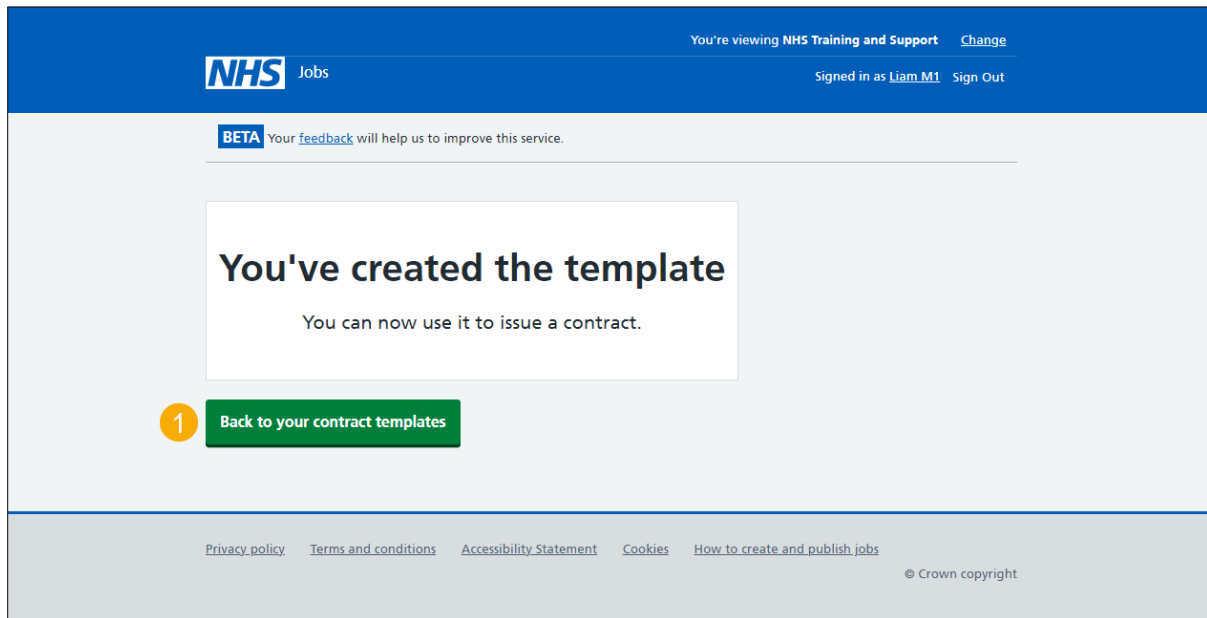 You're viewing NHS Training and Support Change
NHS Jobs
Signed in as Liam M1 Sign Out
BETA Your feedback will help us to improve this service.
You've created the template
You can now use it to issue a contract.
1 Back to your contract templates
Privacy policy Terms and conditions Accessibility Statement Cookies How to create and publish jobs
© Crown copyright